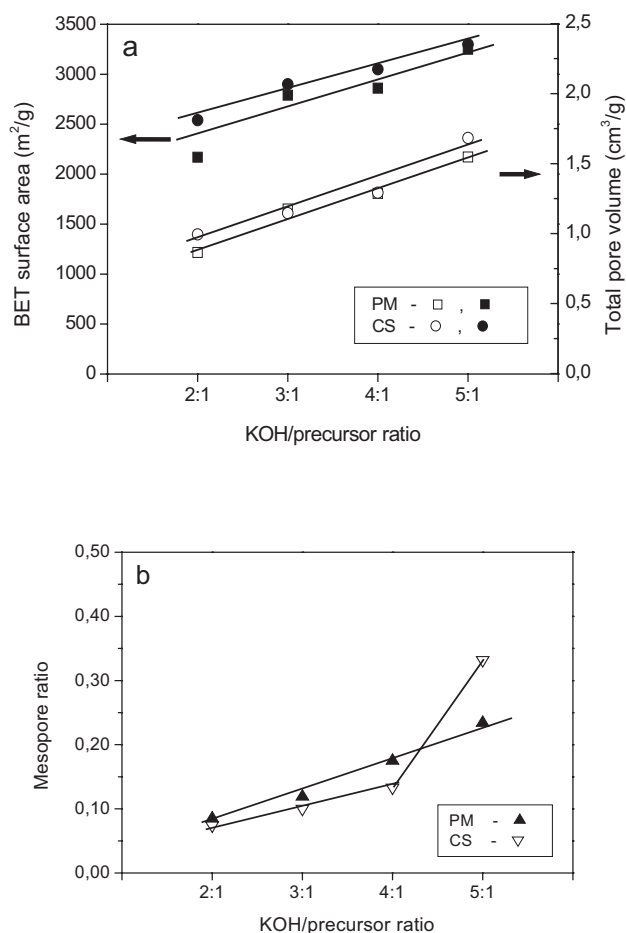 a
3500
3000
2500
2000
1500
1000
500
0
BET surface area (m²/g)
2,5
2,0
1,5
1,0
0,5
0,0
Total pore volume (cm³/g)
PM - □ , ■
CS - ○ , ●
2:1 3:1 4:1 5:1
KOH/precursor ratio
b
0,50
0,40
0,30
0,20
0,10
0,00
Mesopore ratio
PM - ▲
CS - ▽
2:1 3:1 4:1 5:1
KOH/precursor ratio